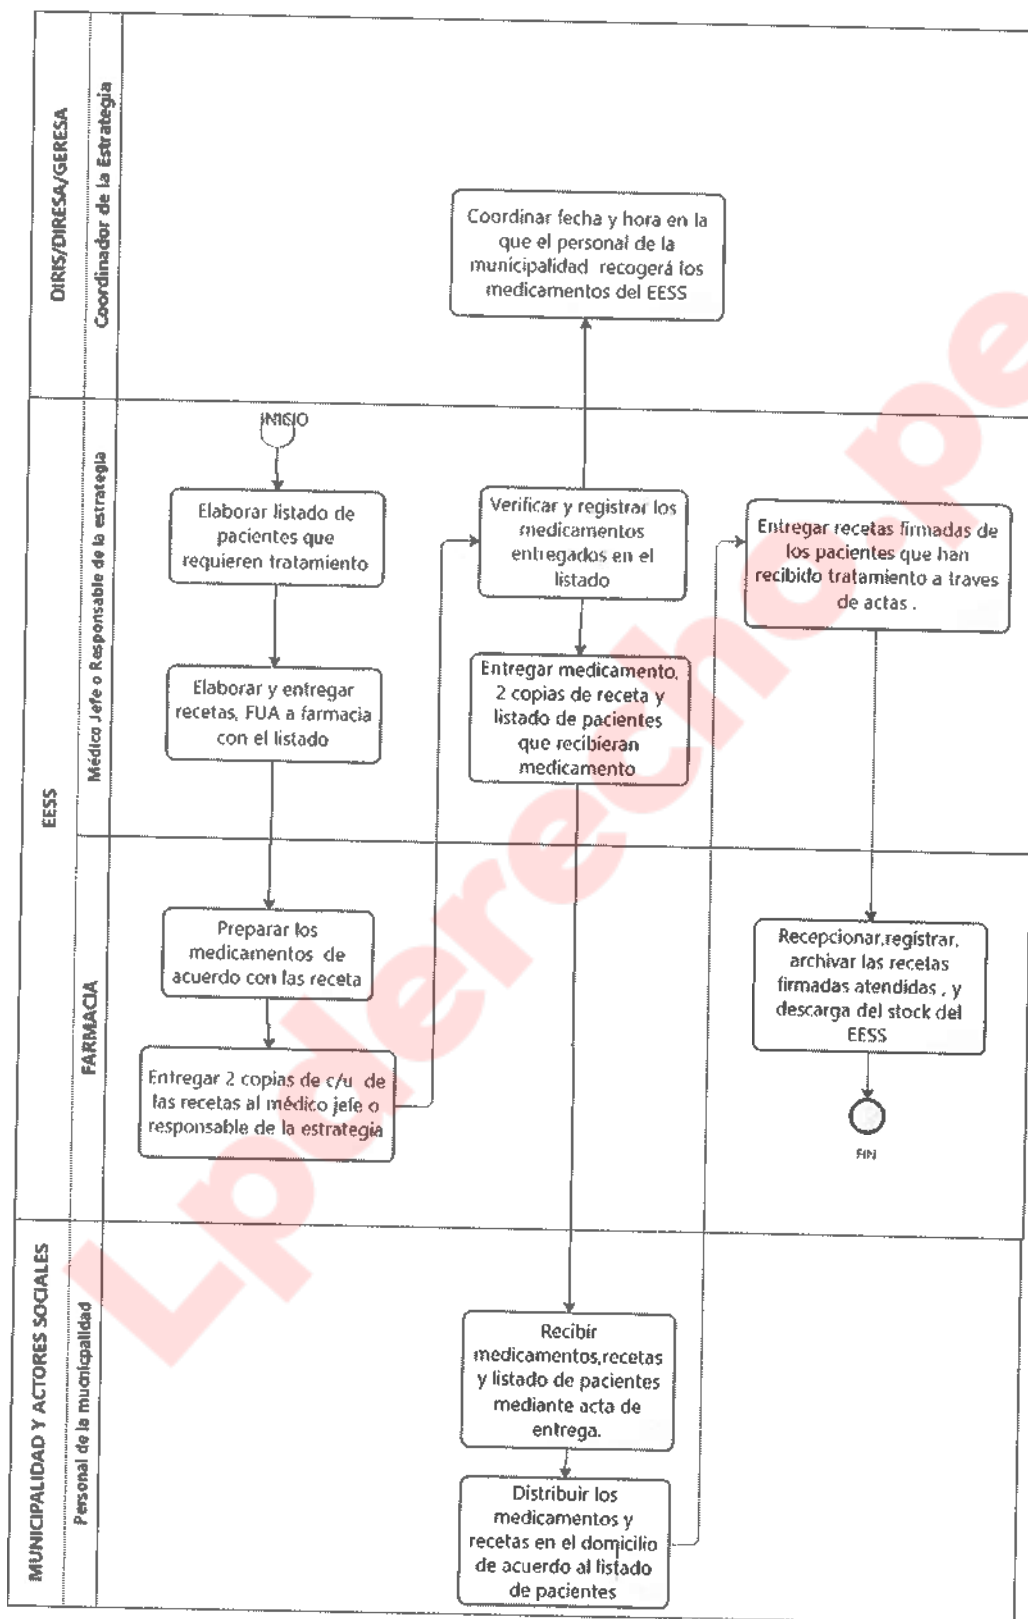 DIRIS/DIRESA/GERESA
Coordinador de la Estrategia
Coordinar fecha y hora en la
que el personal de la
municipalidad recogerá los
medicamentos del EESS
EESS
Médico Jefe o Responsable de la estrategia
INICIO
Elaborar listado de
pacientes que
requieren tratamiento
Elaborar y entregar
recetas, FUA a farmacia
con el listado
Verificar y registrar los
medicamentos
entregados en el
listado
Entregar medicamento,
2 copias de receta y
listado de pacientes
que recibieran
medicamento
Entregar recetas firmadas de
los pacientes que han
recibido tratamiento a traves
de actas .
FARMACIA
Preparar los
medicamentos de
acuerdo con las receta
Entregar 2 copias de c/u de
las recetas al médico jefe o
responsable de la estrategia
Recepcionar,registrar,
archivar las recetas
firmadas atendidas , y
descarga del stock del
EESS
FIN
MUNICIPALIDAD Y ACTORES SOCIALES
Personal de la mucnicpalidad
Recibir
medicamentos,recetas
y listado de pacientes
mediante acta de
entrega.
Distribuir los
medicamentos y
recetas en el domicilio
de acuerdo al listado
de pacientes
Lpderecho.pe